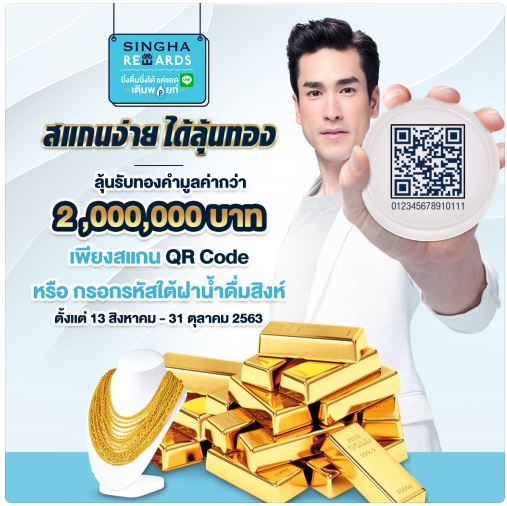 SINGHA
REWARDS
ยิ่งดื่มยิ่งได้ แค่แอด LINE
เติมพอยท์
สแกนง่าย ได้ลุ้นทอง
ลุ้นรับทองคำมูลค่ากว่า
2,000,000 บาท
เพียงสแกน QR Code
หรือ กรอกรหัสใต้ฝาน้ำดื่มสิงห์
ตั้งแต่ 13 สิงหาคม - 31 ตุลาคม 2563
012345678910111
GOLD
999.9
1000g